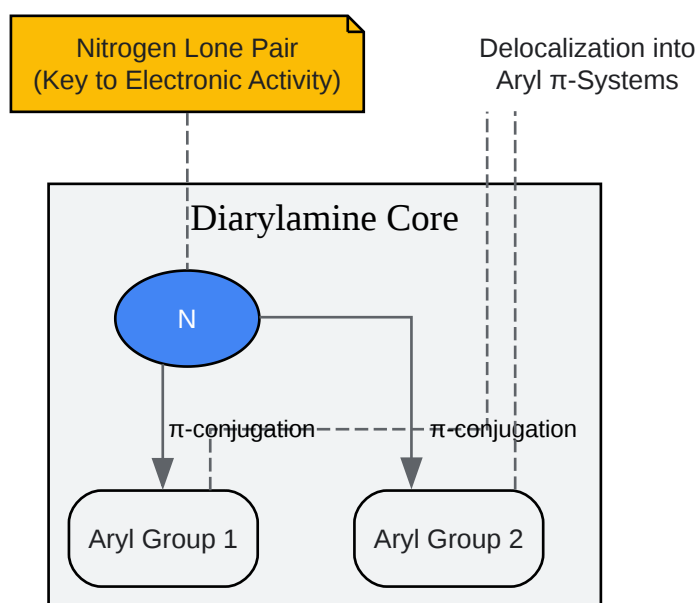 Nitrogen Lone Pair
(Key to Electronic Activity)
Delocalization into
Aryl π-Systems
Diarylamine Core
N
π-conjugation
π-conjugation
Aryl Group 1
Aryl Group 2